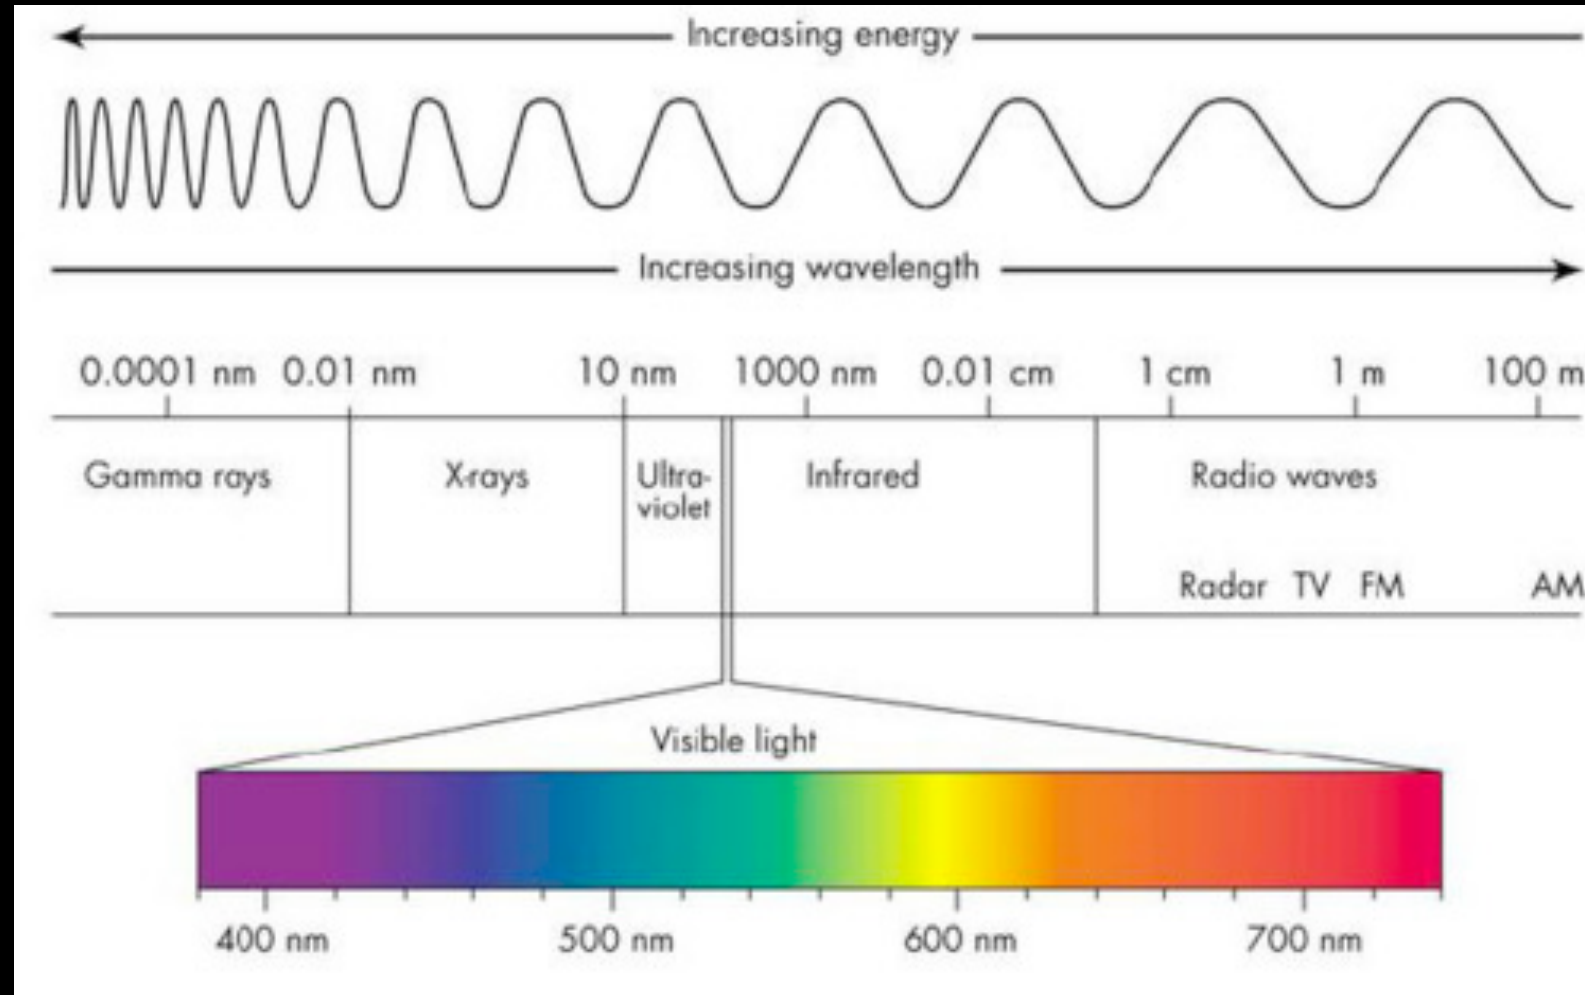 Increasing energy
Increasing wavelength
0.0001 nm 0.01 nm 10 nm 1000 nm 0.01 cm 1 cm 1 m 100 m
Gamma rays X-rays Ultra- Infrared Radio waves
violet
Radar TV FM AM
Visible light
400 nm 500 nm 600 nm 700 nm